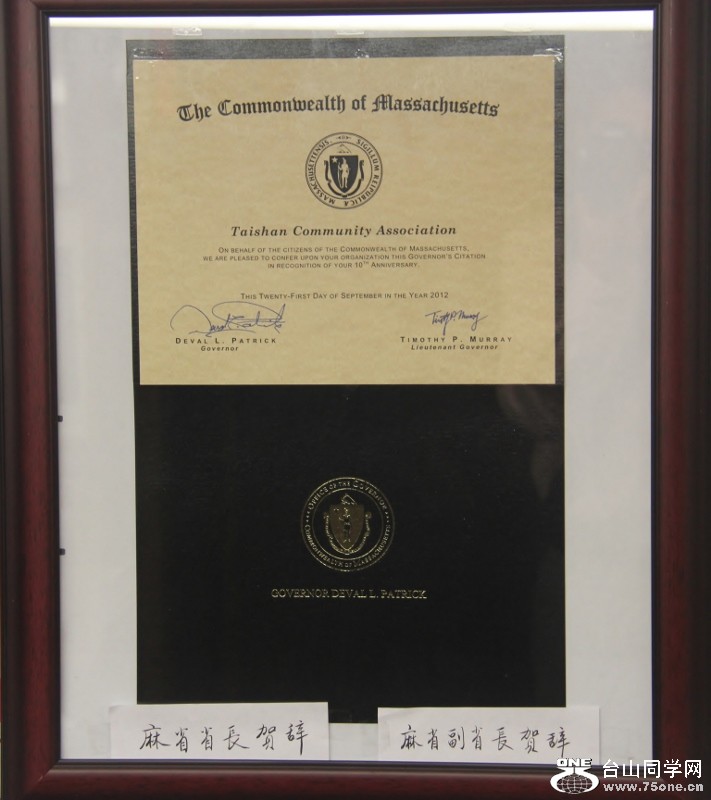 The Commonwealth of Massachusetts
MASSACHUSETTENSIS SIGILLUM REIPUBLICÆ
Taishan Community Association
ON BEHALF OF THE CITIZENS OF THE COMMONWEALTH OF MASSACHUSETTS,
WE ARE PLEASED TO CONFER UPON YOUR ORGANIZATION THIS GOVERNOR'S CITATION
IN RECOGNITION OF YOUR 10TH ANNIVERSARY.
THIS TWENTY-FIRST DAY OF SEPTEMBER IN THE YEAR 2012
DEVAL L. PATRICK
Governor
TIMOTHY P. MURRAY
Lieutenant Governor
OFFICE OF THE GOVERNOR
COMMONWEALTH OF MASSACHUSETTS
GOVERNOR DEVAL L. PATRICK
麻省省長賀辞
麻省副省長賀辞
ONE 台山同学网
www.75one.cn